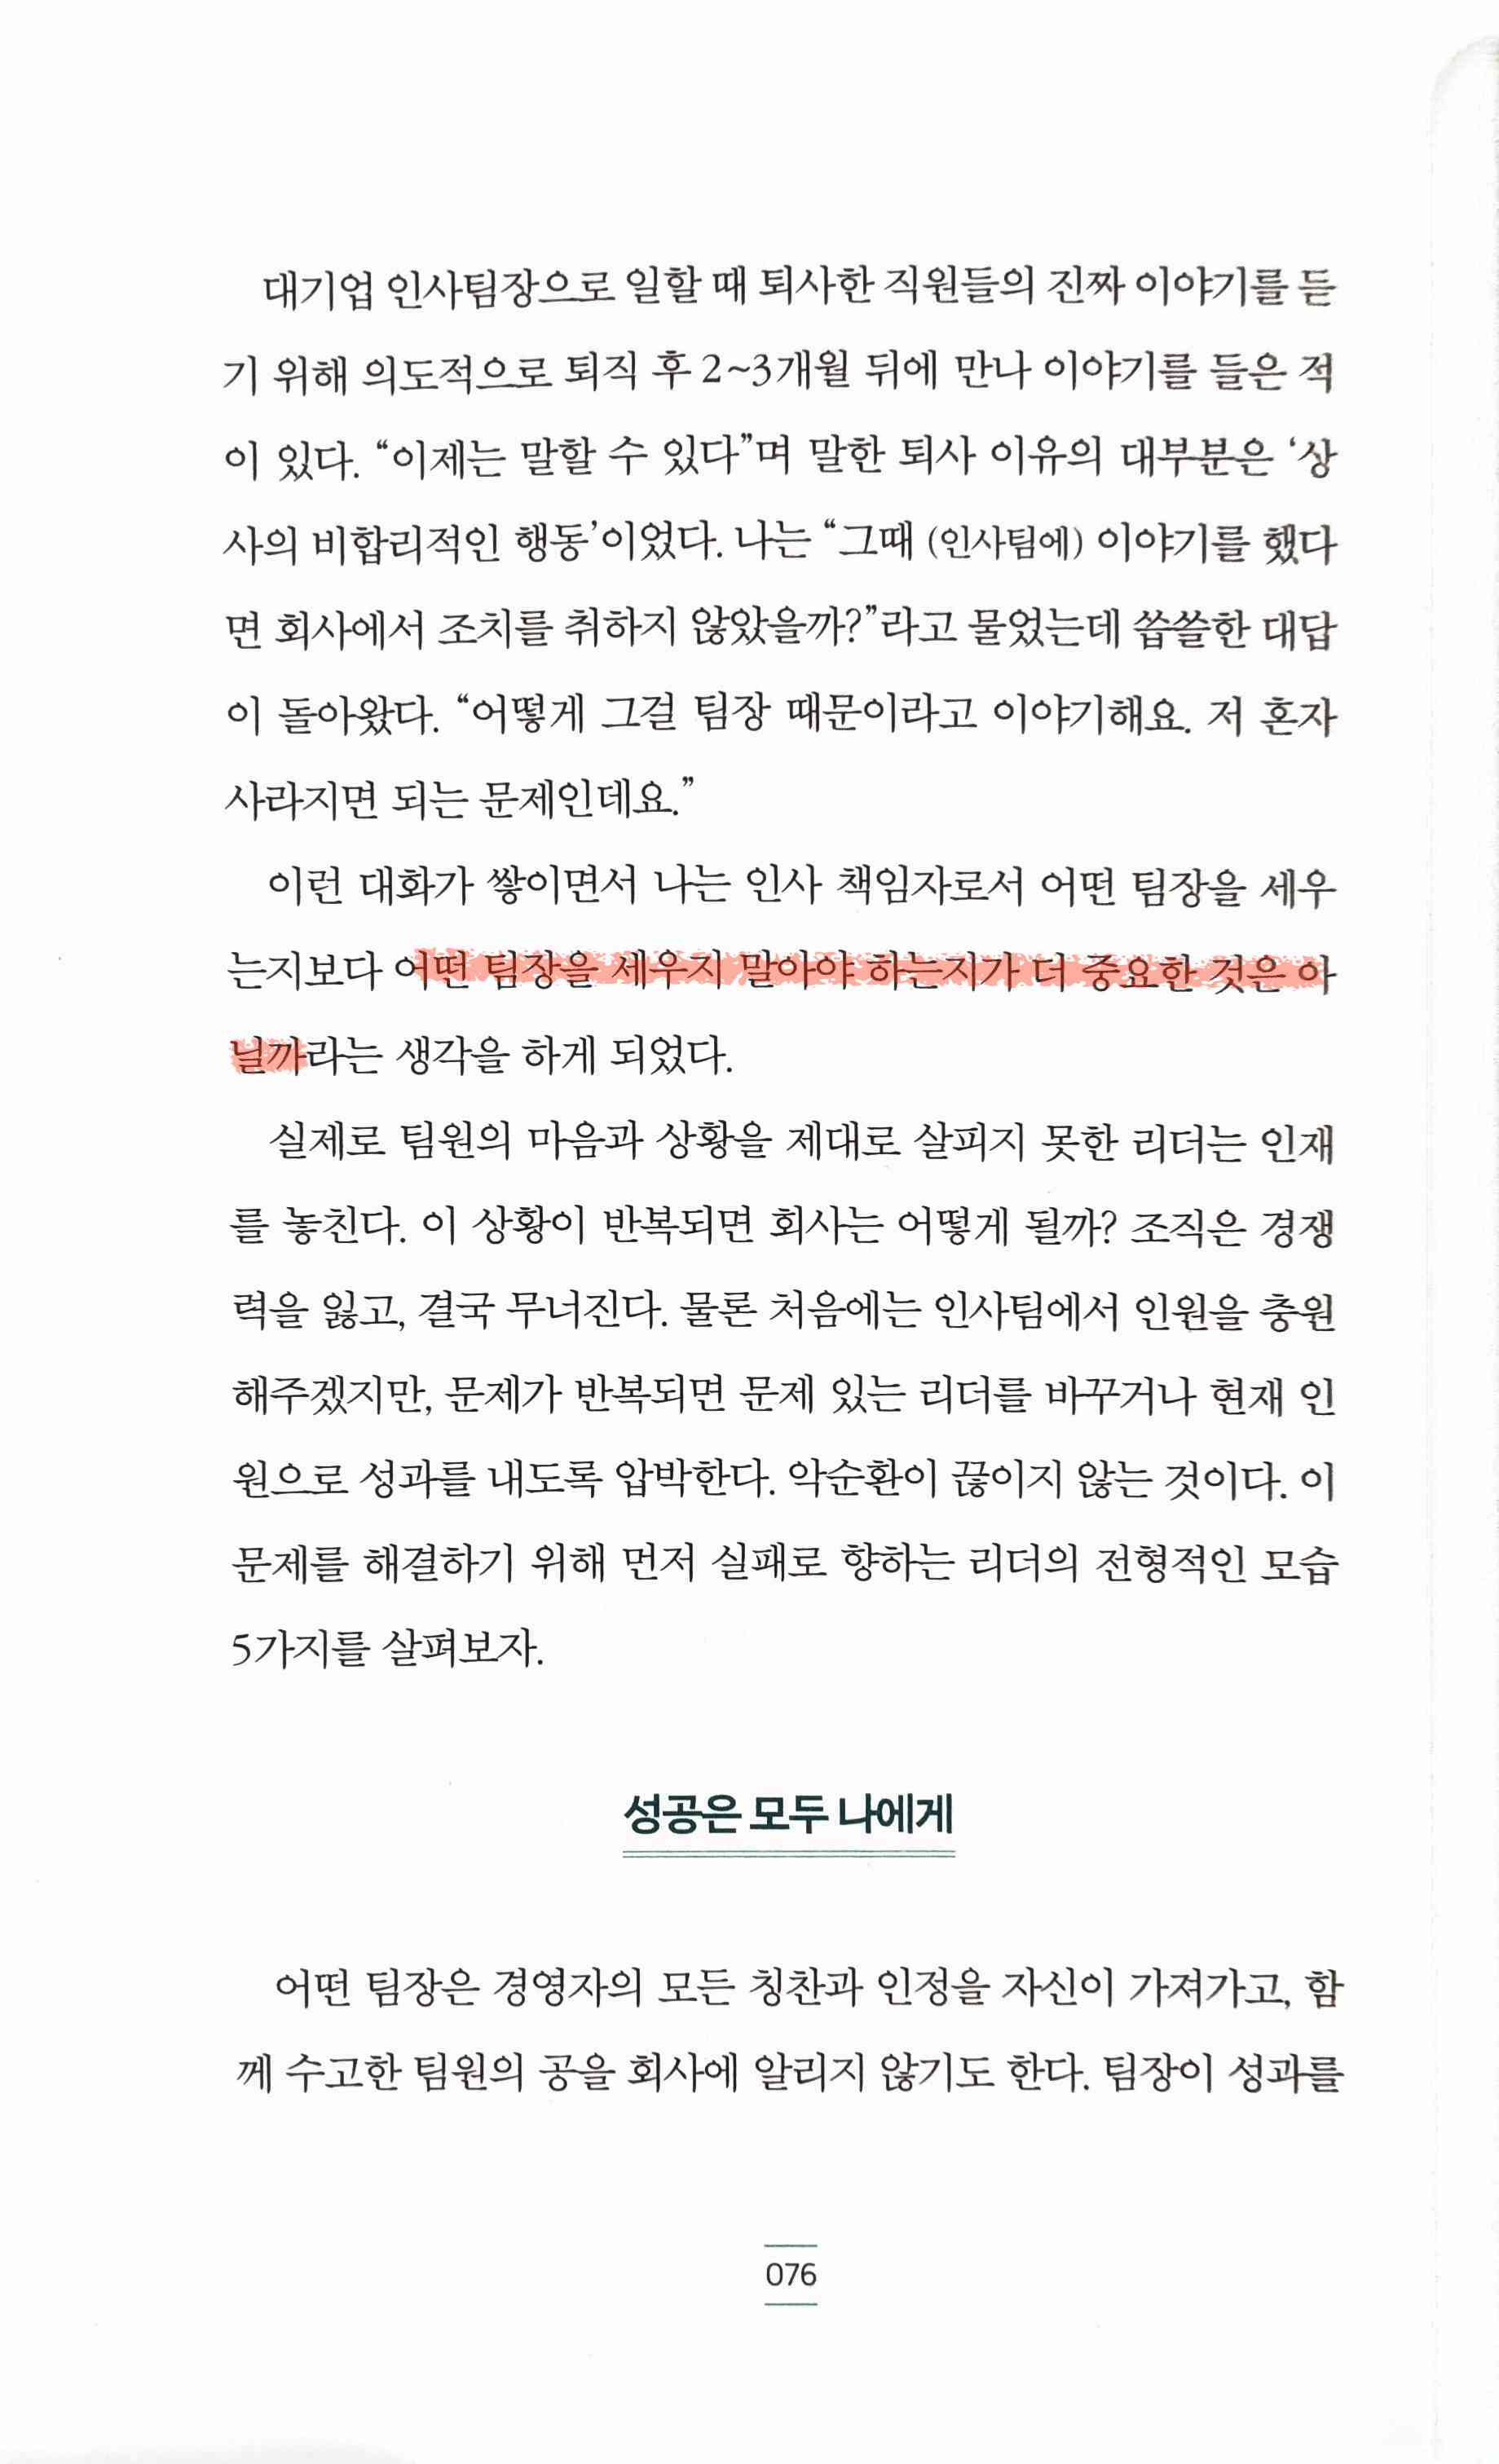 대기업 인사팀장으로 일할 때 퇴사한 직원들의 진짜 이야기를 듣
기 위해 의도적으로 퇴직 후 2~3개월 뒤에 만나 이야기를 들은 적
이 있다. “이제는 말할 수 있다”며 말한 퇴사 이유의 대부분은 ‘상
사의 비합리적인 행동’이었다. 나는 “그때 (인사팀에) 이야기를 했다
면 회사에서 조치를 취하지 않았을까?”라고 물었는데 씁쓸한 대답
이 돌아왔다. “어떻게 그걸 팀장 때문이라고 이야기해요. 저 혼자
사라지면 되는 문제인데요.”
이런 대화가 쌓이면서 나는 인사 책임자로서 어떤 팀장을 세우
는지보다 어떤 팀장을 세우지 말아야 하는지가 더 중요한 것은 아
닐까라는 생각을 하게 되었다.
실제로 팀원의 마음과 상황을 제대로 살피지 못한 리더는 인재
를 놓친다. 이 상황이 반복되면 회사는 어떻게 될까? 조직은 경쟁
력을 잃고, 결국 무너진다. 물론 처음에는 인사팀에서 인원을 충원
해주겠지만, 문제가 반복되면 문제 있는 리더를 바꾸거나 현재 인
원으로 성과를 내도록 압박한다. 악순환이 끊이지 않는 것이다. 이
문제를 해결하기 위해 먼저 실패로 향하는 리더의 전형적인 모습
5가지를 살펴보자.
성공은 모두 나에게
어떤 팀장은 경영자의 모든 칭찬과 인정을 자신이 가져가고, 함
께 수고한 팀원의 공을 회사에 알리지 않기도 한다. 팀장이 성과를
076